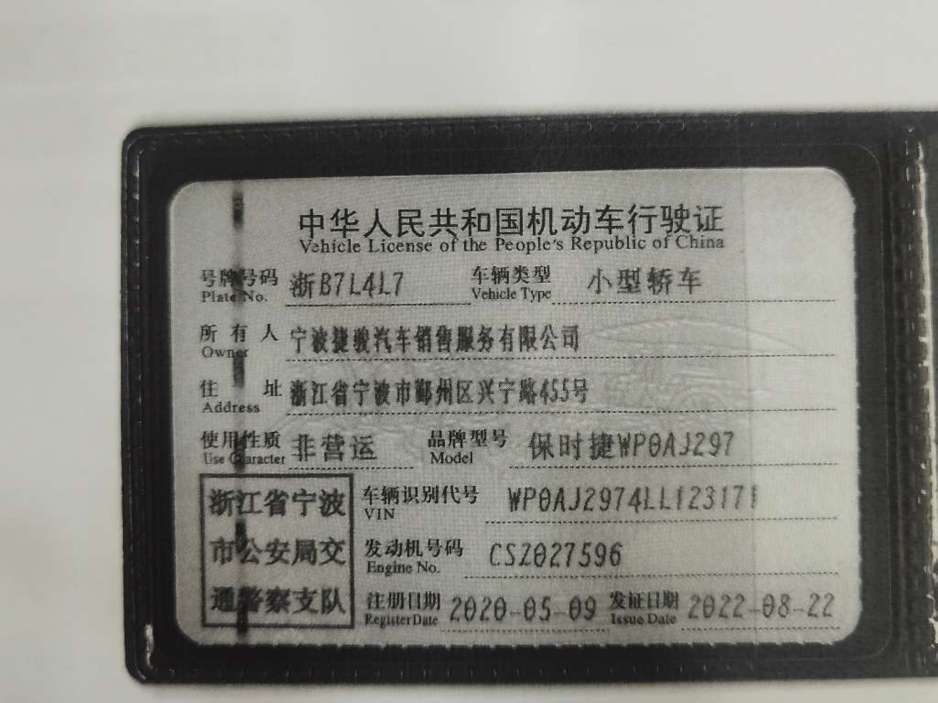 中华人民共和国机动车行驶证
Vehicle License of the People's Republic of China
号牌号码 浙B7L4L7 车辆类型 小型轿车
Plate No. Vehicle Type
所有人 宁波捷骏汽车销售服务有限公司
Owner
住址 浙江省宁波市鄞州区兴宁路455号
Address
使用性质 非营运 品牌型号 保时捷WP0AJ297
Use Character Model
浙江省宁波 车辆识别代号 WP0AJ2974LL123171
VIN
市公安局交 发动机号码 CSZ027596
Engine No.
通警察支队 注册日期 2020-05-09 发证日期 2022-08-22
Register Date Issue Date